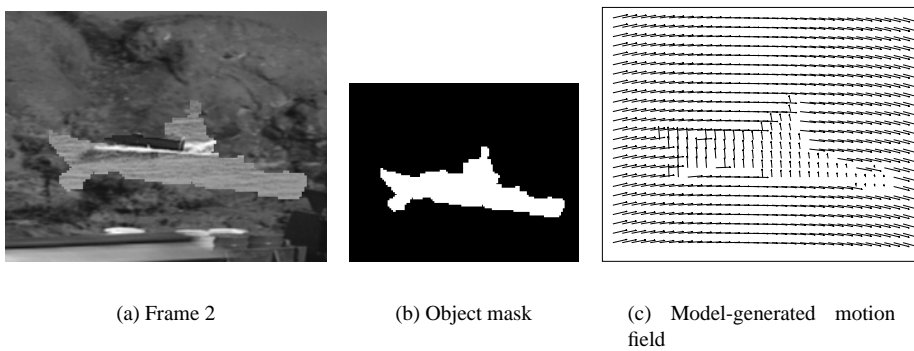 (a) Frame 2
(b) Object mask
(c) Model-generated motion
field